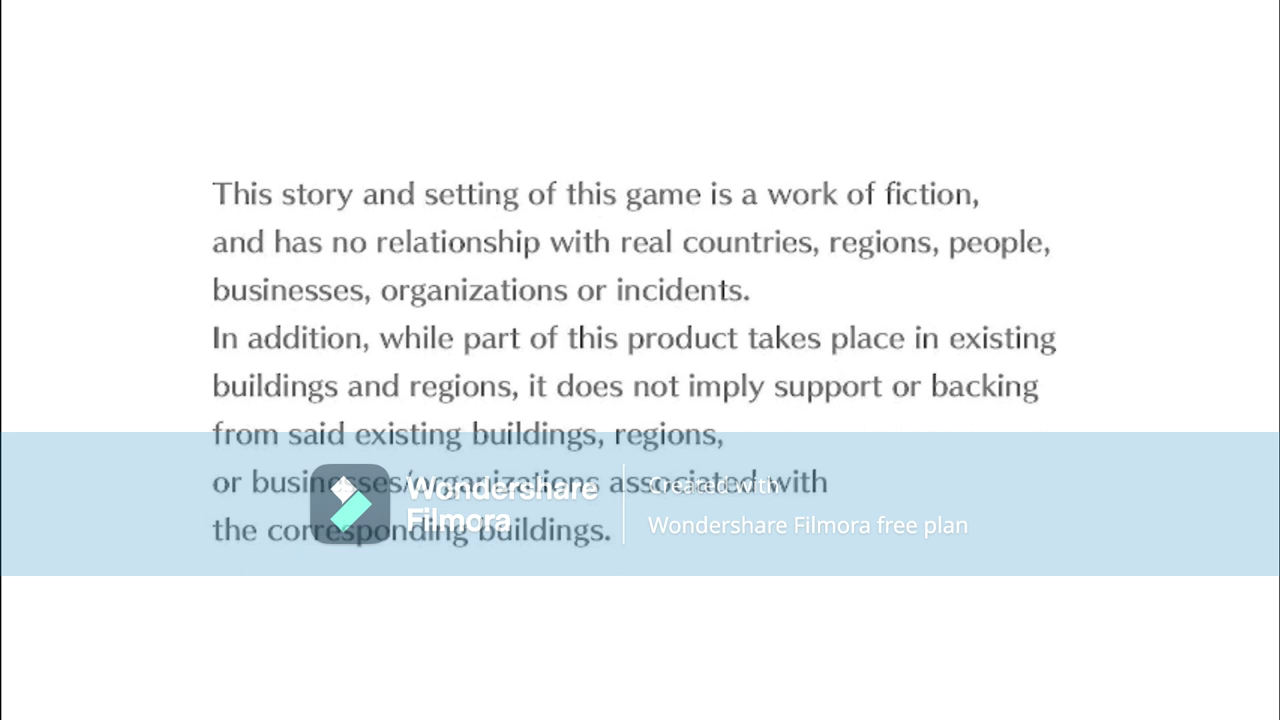 This story and setting of this game is a work of fiction,
and has no relationship with real countries, regions, people,
businesses, organizations or incidents.
In addition, while part of this product takes place in existing
buildings and regions, it does not imply support or backing
from said existing buildings, regions,
or businesses/organizations associated with
the corresponding buildings.
Wondershare
Filmora
Created with
Wondershare Filmora free plan